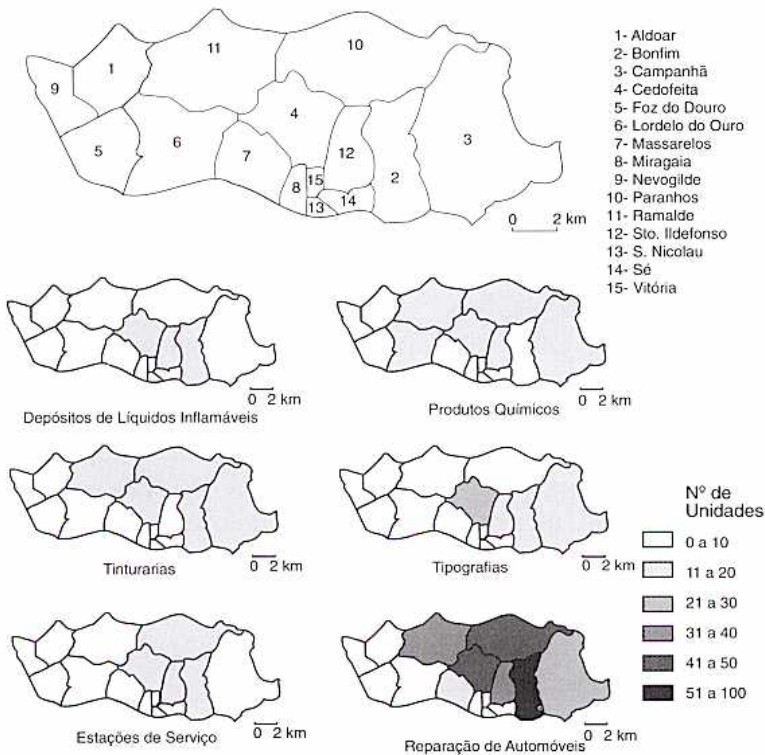 11
10
1
9
4
3
5
6
7
12
2
15
8
14
13
0 2 km
1- Aldoar
2- Bonfim
3- Campanhã
4- Cedofeita
5- Foz do Douro
6- Lordelo do Ouro
7- Massarelos
8- Miragaia
9- Nevogilde
10- Paranhos
11- Ramalde
12- Sto. Ildefonso
13- S. Nicolau
14- Sé
15- Vitória
0 2 km
Depósitos de Líquidos Inflamáveis
0 2 km
Produtos Químicos
0 2 km
Tinturarias
0 2 km
Tipografias
0 2 km
Estações de Serviço
0 2 km
Reparação de Automóveis
Nº de
Unidades
0 a 10
11 a 20
21 a 30
31 a 40
41 a 50
51 a 100